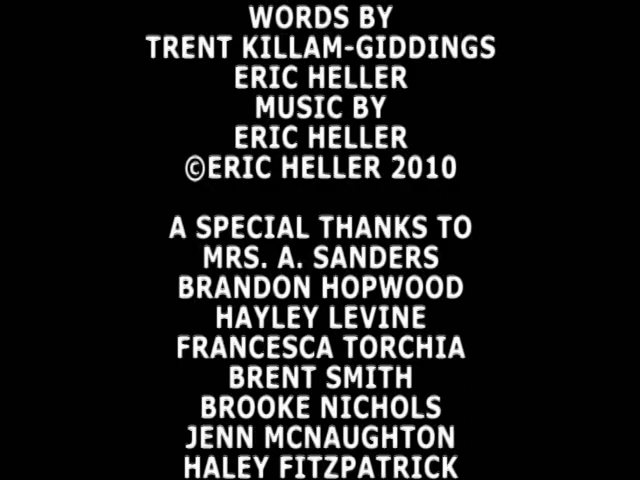 WORDS BY
TRENT KILLAM-GIDDINGS
ERIC HELLER
MUSIC BY
ERIC HELLER
©ERIC HELLER 2010
A SPECIAL THANKS TO
MRS. A. SANDERS
BRANDON HOPWOOD
HAYLEY LEVINE
FRANCESCA TORCHIA
BRENT SMITH
BROOKE NICHOLS
JENN MCNAUGHTON
HALEY FITZPATRICK